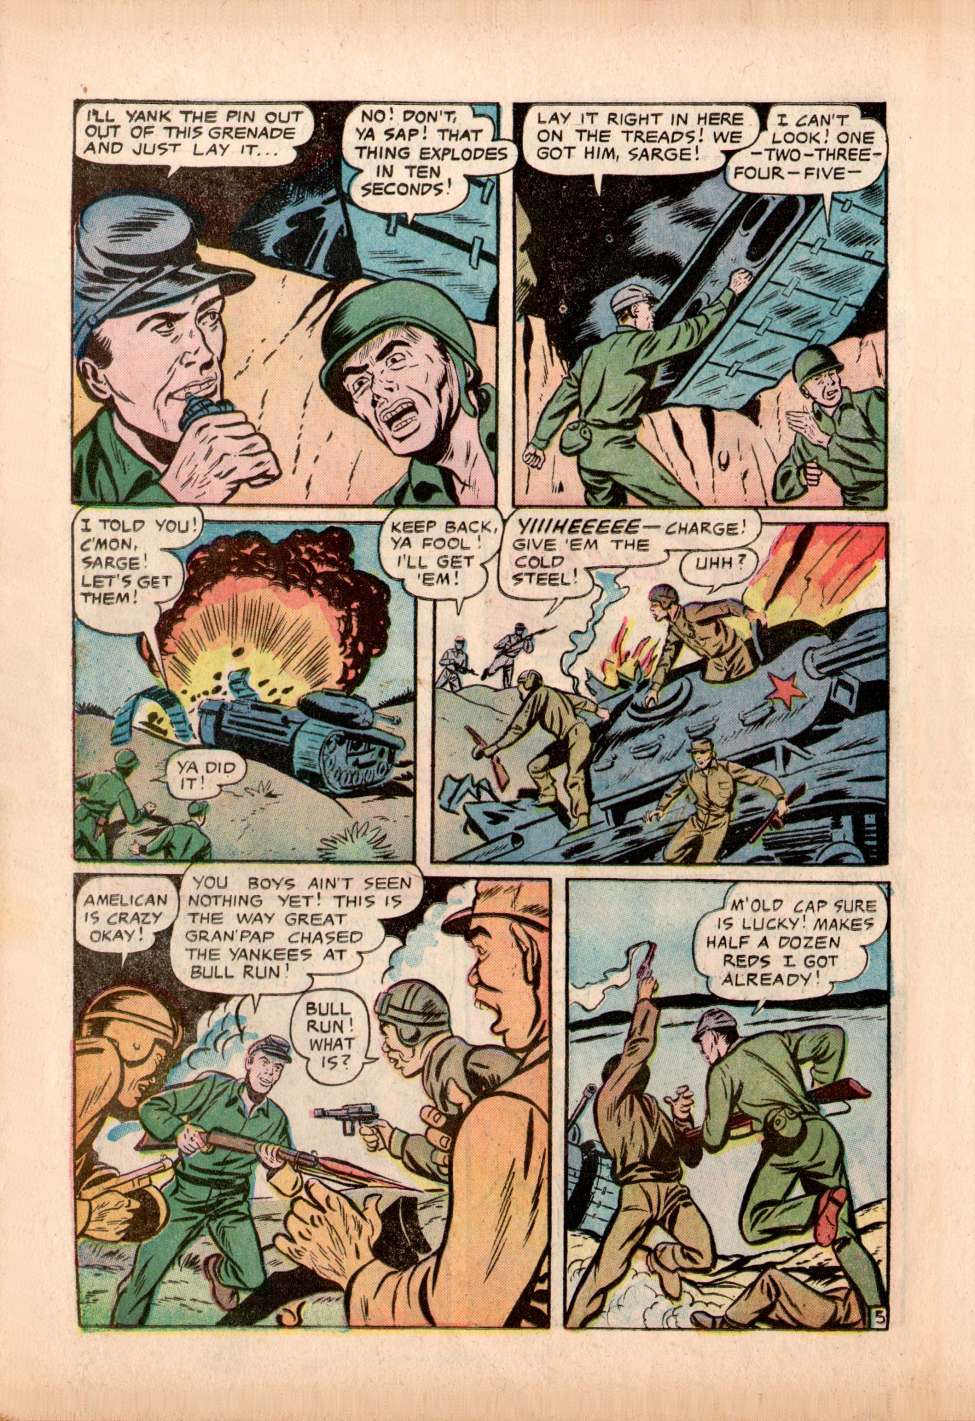 I'LL YANK THE PIN OUT
OUT OF THIS GRENADE
AND JUST LAY IT...
NO! DON'T,
YA SAP! THAT
THING EXPLODES
IN TEN
SECONDS!
LAY IT RIGHT IN HERE
ON THE TREADS! WE
GOT HIM, SARGE!
I CAN'T
LOOK! ONE
-TWO-THREE-
FOUR-FIVE-
I TOLD YOU!
C'MON,
SARGE!
LET'S GET
THEM!
YA DID
IT!
KEEP BACK,
YA FOOL!
I'LL GET
'EM!
YIIIHEEEEE- CHARGE!
GIVE 'EM THE
COLD
STEEL!
UHH?
AMELICAN
IS CRAZY
OKAY!
YOU BOYS AIN'T SEEN
NOTHING YET! THIS IS
THE WAY GREAT
GRAN'PAP CHASED
THE YANKEES AT
BULL RUN!
BULL
RUN!
WHAT
IS?
M'OLD CAP SURE
IS LUCKY! MAKES
HALF A DOZEN
REDS I GOT
ALREADY!
5